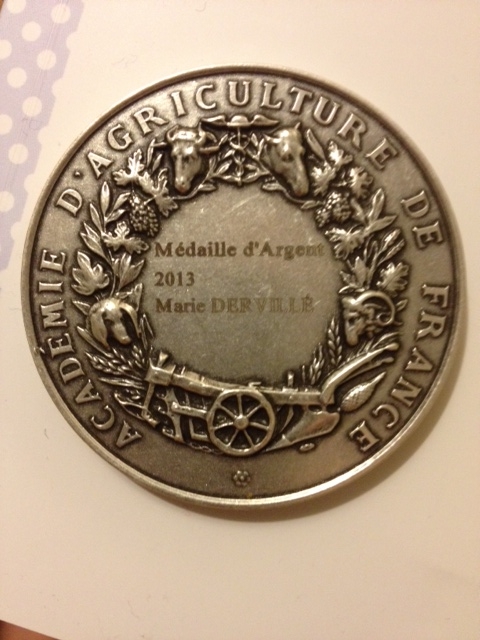 ACADÉMIE D'AGRICULTURE DE FRANCE
Médaille d'Argent
2013
Marie DERVILLÉ